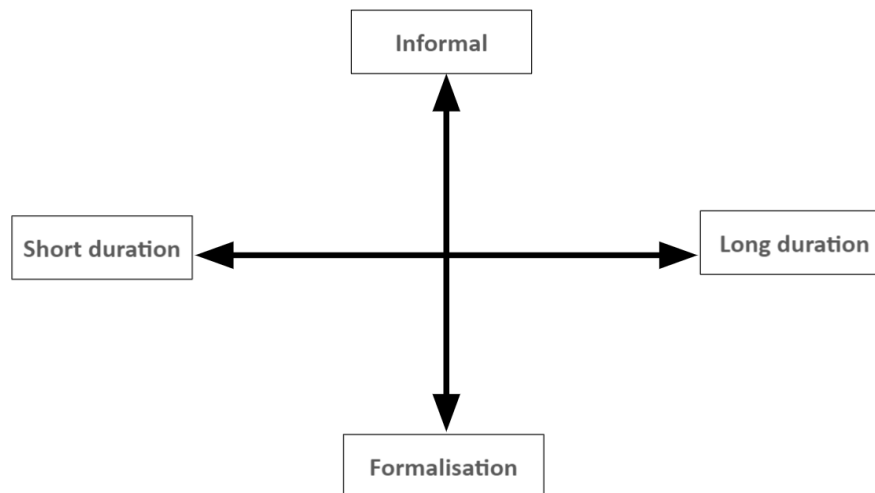 Informal
Short duration
Long duration
Formalisation